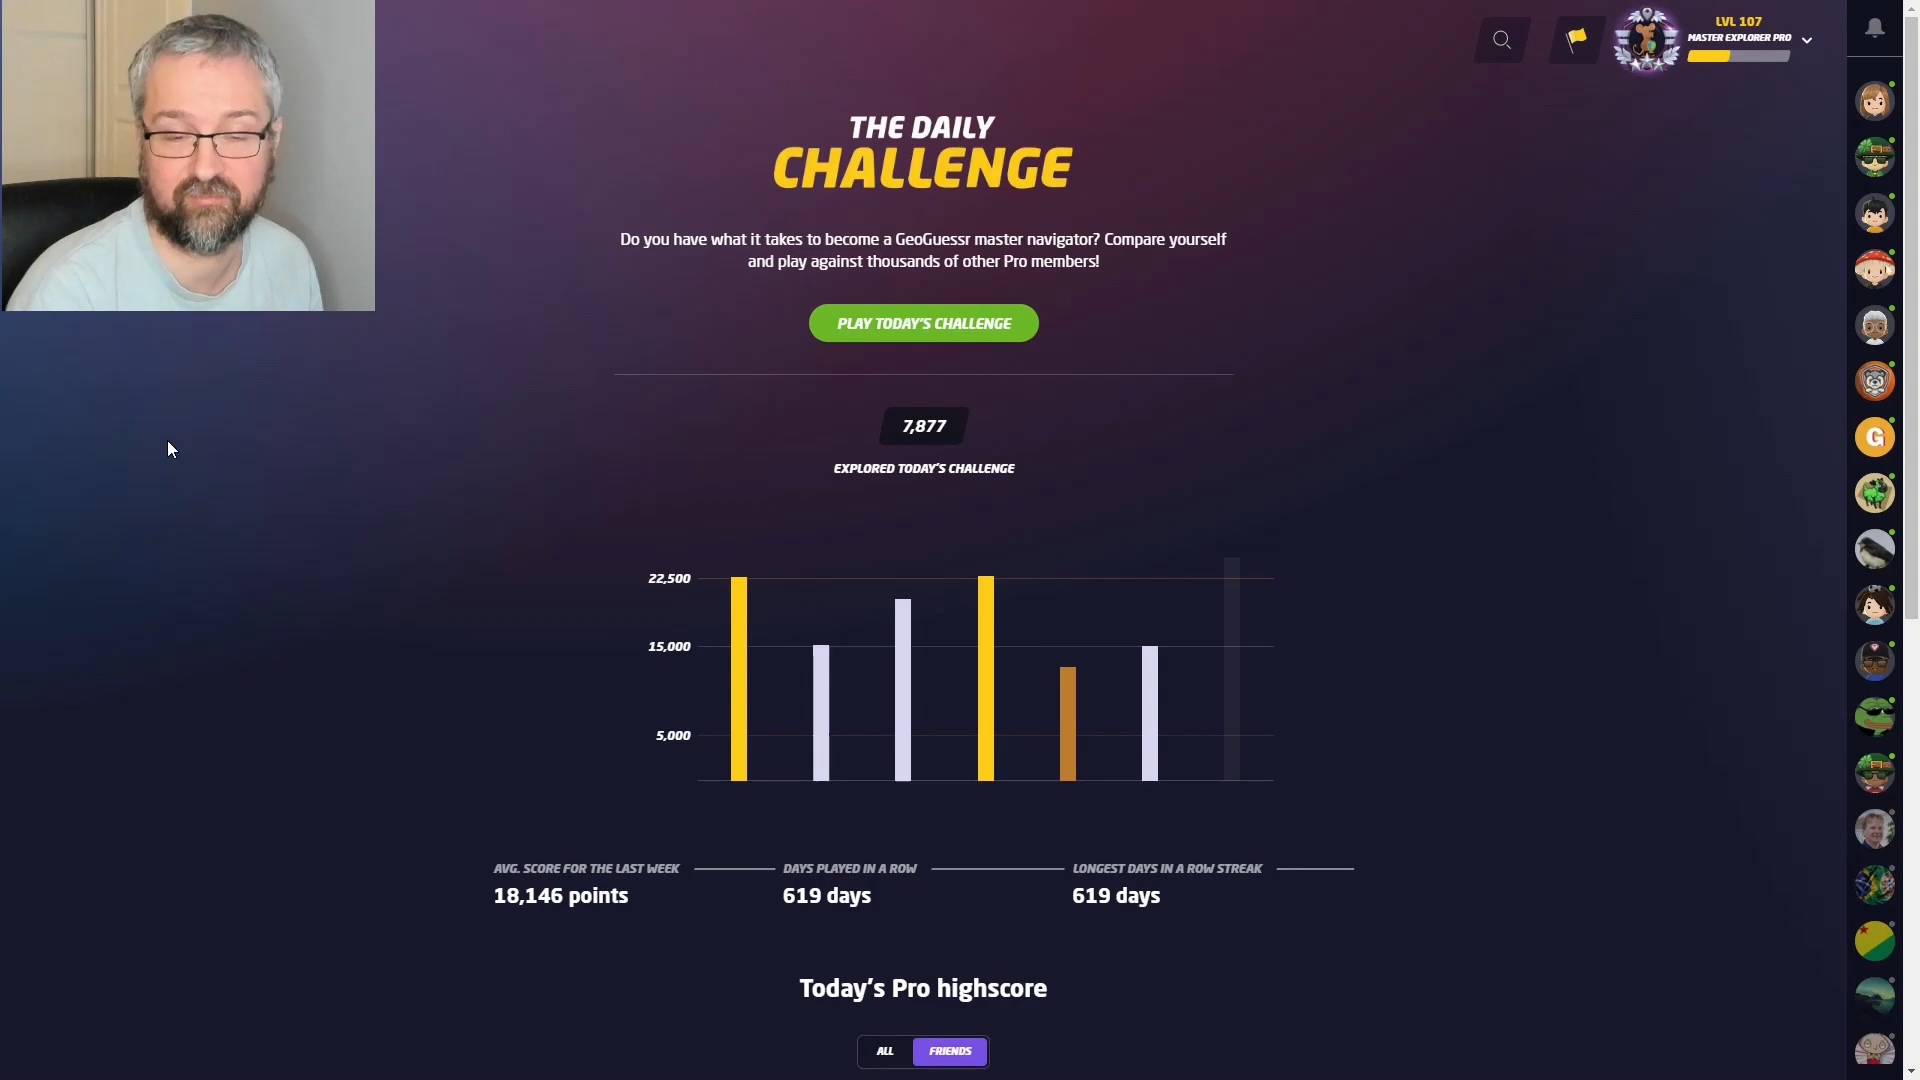 LVL 107
MASTER EXPLORER PRO
THE DAILY
CHALLENGE
Do you have what it takes to become a GeoGuessr master navigator? Compare yourself
and play against thousands of other Pro members!
PLAY TODAY'S CHALLENGE
7,877
EXPLORED TODAY'S CHALLENGE
22,500
15,000
5,000
AVG. SCORE FOR THE LAST WEEK
18,146 points
DAYS PLAYED IN A ROW
619 days
LONGEST DAYS IN A ROW STREAK
619 days
Today's Pro highscore
ALL
FRIENDS
G